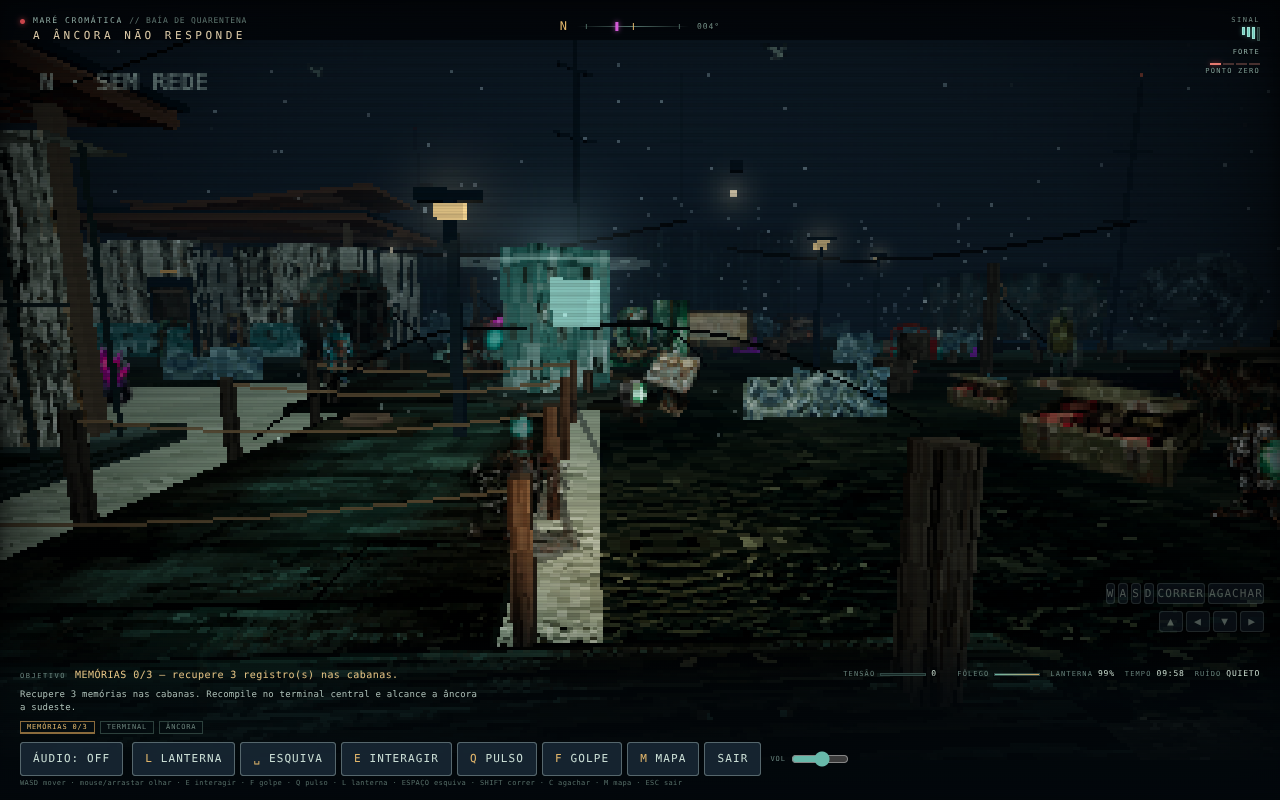 MARÉ CROMÁTICA // BAÍA DE QUARENTENA
A ÂNCORA NÃO RESPONDE
N
004°
SINAL
FORTE
PONTO ZERO
N · SEM REDE
W A S D CORRER AGACHAR
▲ ◀ ▼ ▶
OBJETIVO MEMÓRIAS 0/3 — recupere 3 registro(s) nas cabanas.
TENSÃO 0 FÔLEGO LANTERNA 99% TEMPO 09:58 RUÍDO QUIETO
Recupere 3 memórias nas cabanas. Recompile no terminal central e alcance a âncora
a sudeste.
MEMÓRIAS 0/3 TERMINAL ÂNCORA
ÁUDIO: OFF L LANTERNA ␣ ESQUIVA E INTERAGIR Q PULSO F GOLPE M MAPA SAIR VOL
WASD mover · mouse/arrastar olhar · E interagir · F golpe · Q pulso · L lanterna · ESPAÇO esquiva · SHIFT correr · C agachar · M mapa · ESC sair